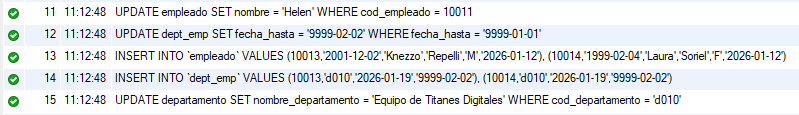 11 11:12:48 UPDATE empleado SET nombre = 'Helen' WHERE cod_empleado = 10011
12 11:12:48 UPDATE dept_emp SET fecha_hasta = '9999-02-02' WHERE fecha_hasta = '9999-01-01'
13 11:12:48 INSERT INTO `empleado` VALUES (10013,'2001-12-02','Knezzo','Repelli','M','2026-01-12'), (10014,'1999-02-04','Laura','Soriel','F','2026-01-12')
14 11:12:48 INSERT INTO `dept_emp` VALUES (10013,'d010','2026-01-19','9999-02-02'), (10014,'d010','2026-01-19','9999-02-02')
15 11:12:48 UPDATE departamento SET nombre_departamento = 'Equipo de Titanes Digitales' WHERE cod_departamento = 'd010'